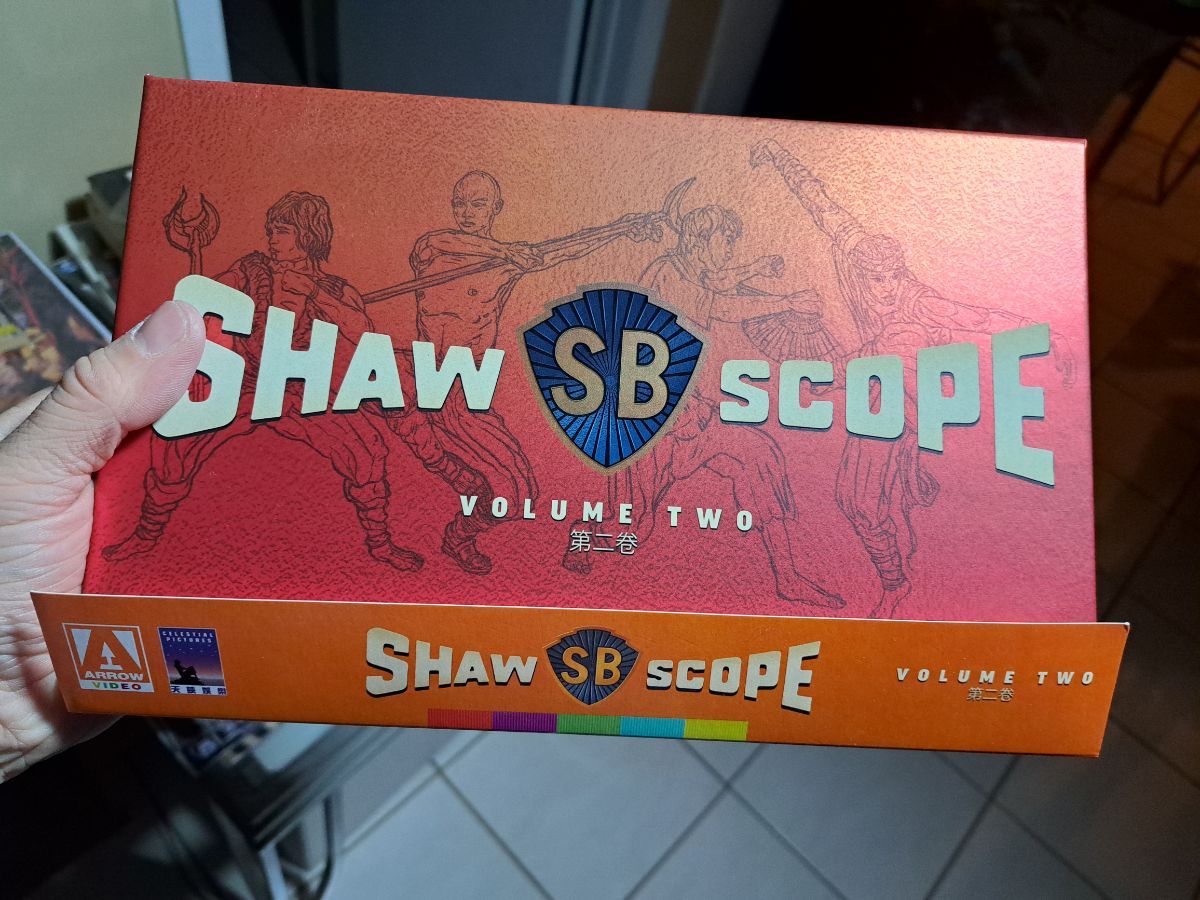 SHAW SB SCOPE
VOLUME TWO
第二卷
ARROW
VIDEO
CELESTIAL
PICTURES
天映娛樂
SHAW SB SCOPE
VOLUME TWO
第二卷